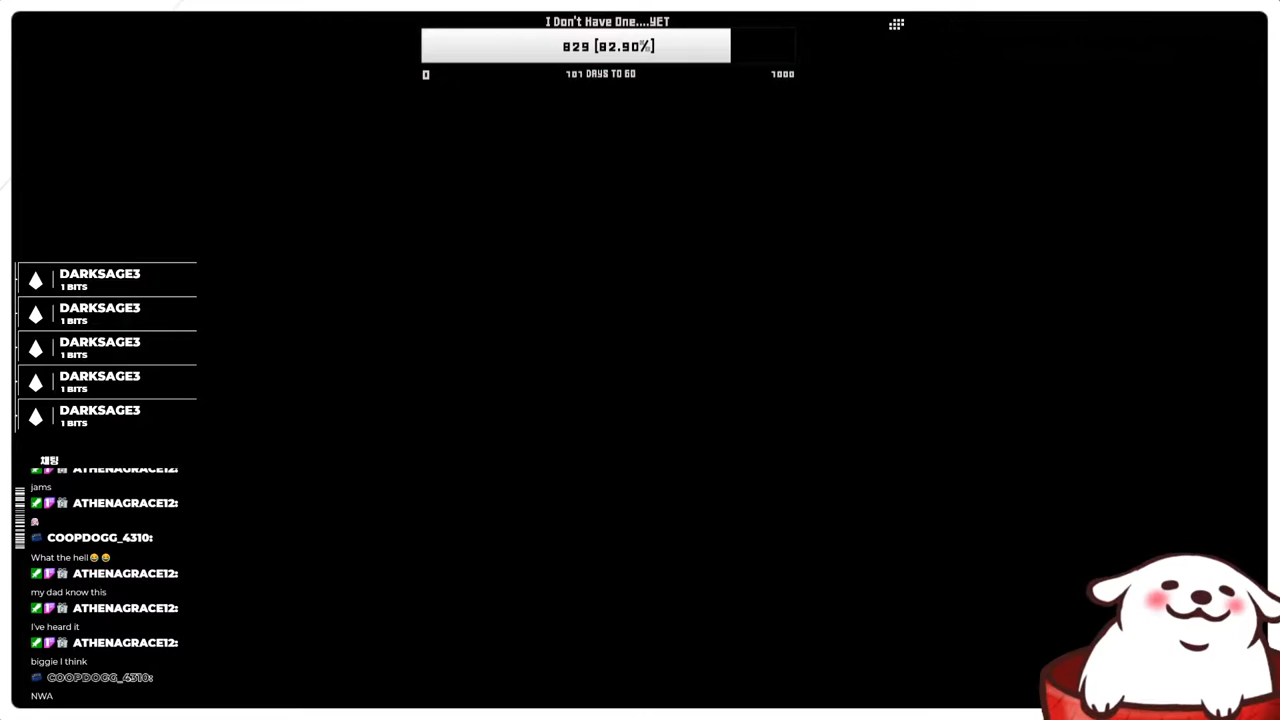 I Don't Have One....YET
829 [82.90%]
0
101 DAYS TO GO
1000
DARKSAGE3
1 BITS
DARKSAGE3
1 BITS
DARKSAGE3
1 BITS
DARKSAGE3
1 BITS
DARKSAGE3
1 BITS
채팅
ATHENAGRACE12:
jams
ATHENAGRACE12:
COOPDOGG_4310:
What the hell😂 😂
ATHENAGRACE12:
my dad know this
ATHENAGRACE12:
I've heard it
ATHENAGRACE12:
biggie I think
COOPDOGG_4310:
NWA